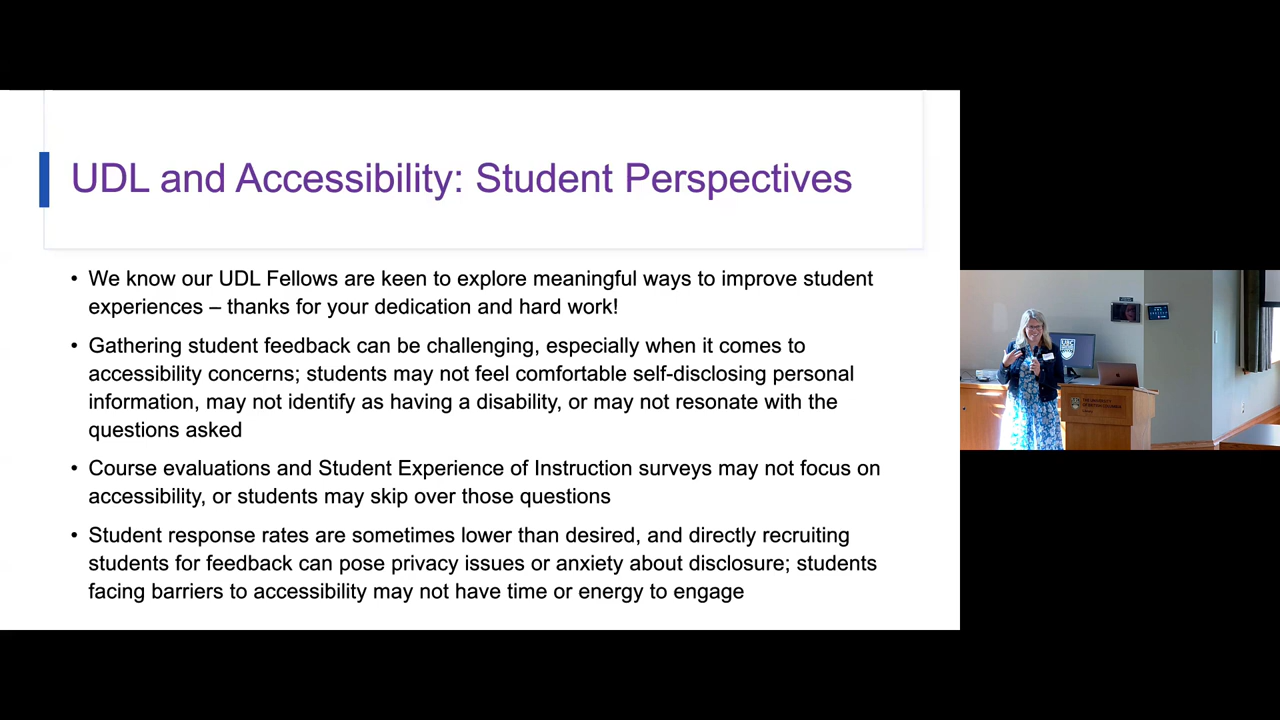 UDL and Accessibility: Student Perspectives
• We know our UDL Fellows are keen to explore meaningful ways to improve student
experiences – thanks for your dedication and hard work!
• Gathering student feedback can be challenging, especially when it comes to
accessibility concerns; students may not feel comfortable self-disclosing personal
information, may not identify as having a disability, or may not resonate with the
questions asked
• Course evaluations and Student Experience of Instruction surveys may not focus on
accessibility, or students may skip over those questions
• Student response rates are sometimes lower than desired, and directly recruiting
students for feedback can pose privacy issues or anxiety about disclosure; students
facing barriers to accessibility may not have time or energy to engage
UBC